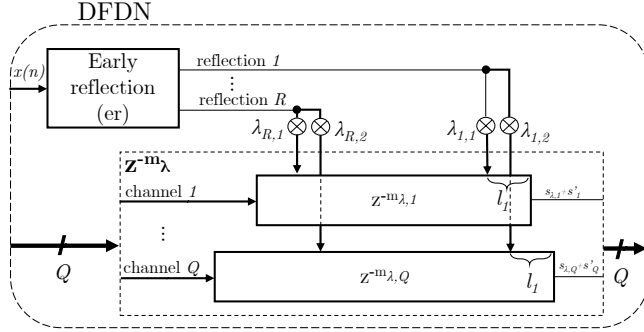 DFDN
x(n)
Early
reflection
(er)
reflection 1
⋮
reflection R
λR,1
λR,2
λ1,1
λ1,2
z-mλ
channel 1
z-mλ,1
l1
sλ,1+s'1
⋮
Q
channel Q
z-mλ,Q
l1
sλ,Q+s'Q
Q